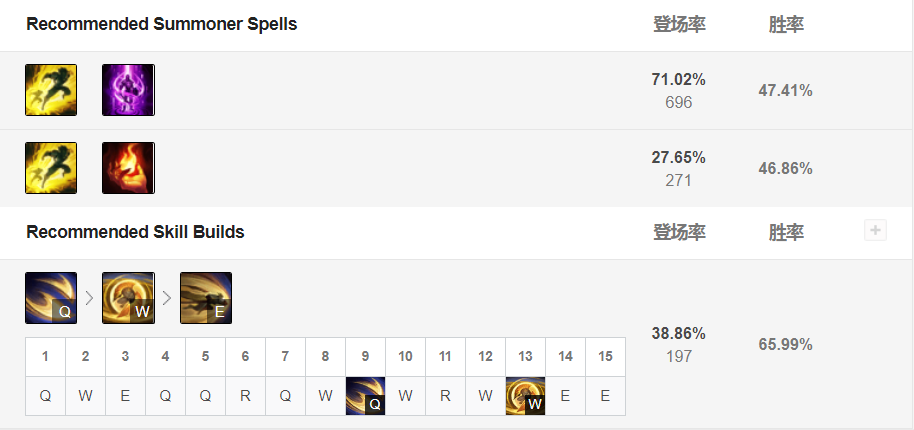 Recommended Summoner Spells 登场率 胜率
71.02%
696
47.41%
27.65%
271
46.86%
Recommended Skill Builds 登场率 胜率 +
Q W E
38.86%
197
65.99%
1 2 3 4 5 6 7 8 9 10 11 12 13 14 15
Q W E Q Q R Q W Q W R W W E E